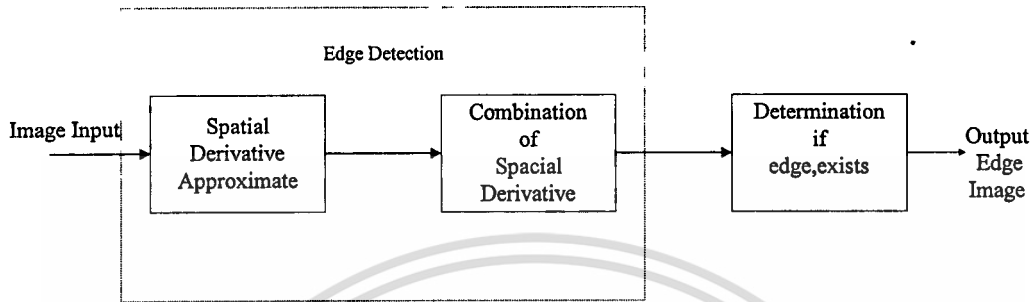 Edge Detection
Image Input
Spatial
Derivative
Approximate
Combination
of
Spacial
Derivative
Determination
if
edge,exists
Output
Edge
Image